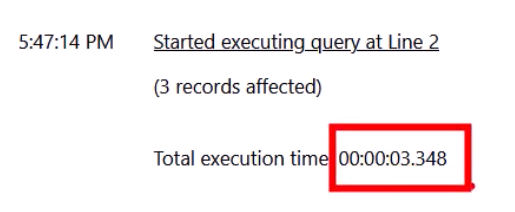 5:47:14 PM Started executing query at Line 2
(3 records affected)
Total execution time 00:00:03.348